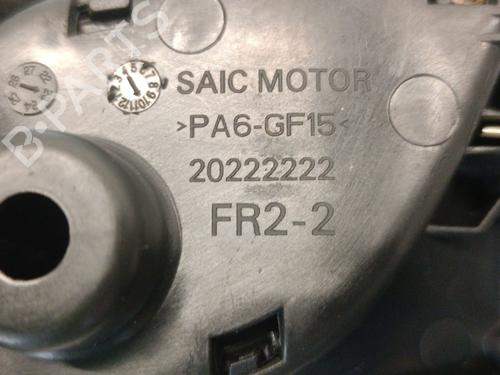 SAIC MOTOR
>PA6-GF15<
20222222
FR2-2
B-PARTS